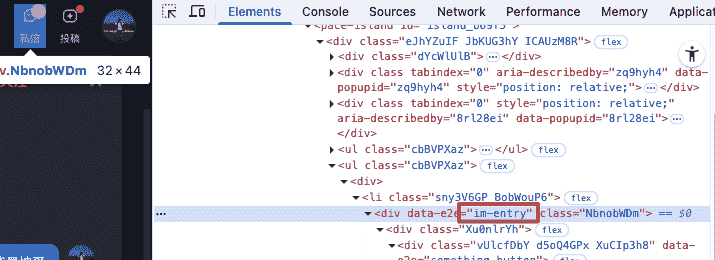 Elements Console Sources Network Performance Memory
私信 投稿
v.NbnobWDm 32 × 44
▼<div class="eJhYZuIF JbKUG3hY ICAUzM8R"> flex
▶<div class="dYcWlUlB">…</div>
▶<div class tabindex="0" aria-describedby="zq9hyh4" data-
popupid="zq9hyh4" style="position: relative;">…</div>
▶<div class tabindex="0" style="position: relative;"
aria-describedby="8rl28ei" data-popupid="8rl28ei">…
</div>
▶<ul class="cbBVPXaz">…</ul> flex
▼<ul class="cbBVPXaz"> flex
▼<div>
▼<li class="sny3V6GP BobWouP6"> flex
… ▼<div data-e2e="im-entry" class="NbnobWDm"> == $0
▼<div class="Xu0nlrYh"> flex
▼<div class="vUlcfDbY d5oQ4GPx XuCIp3h8" data-